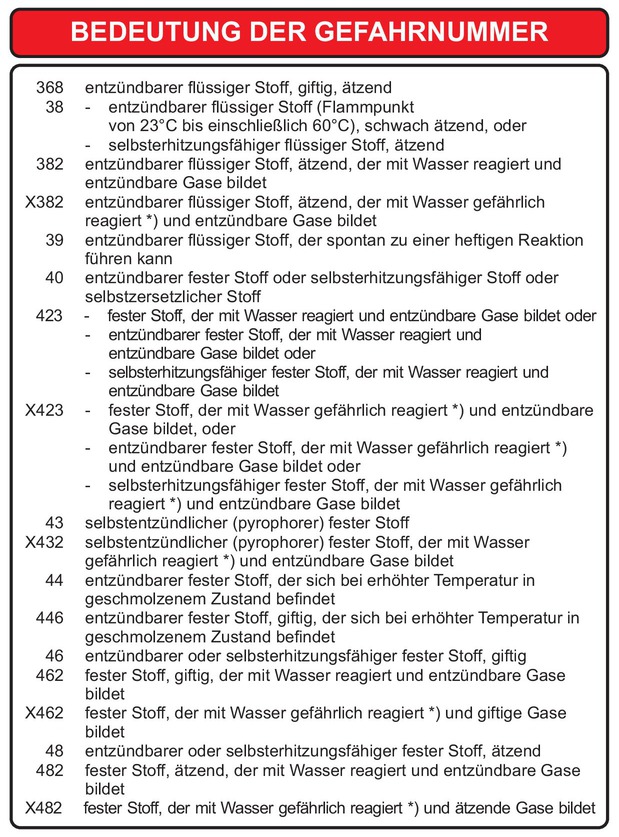 BEDEUTUNG DER GEFAHRNUMMER
368 entzündbarer flüssiger Stoff, giftig, ätzend
38 - entzündbarer flüssiger Stoff (Flammpunkt
von 23°C bis einschließlich 60°C), schwach ätzend, oder
- selbsterhitzungsfähiger flüssiger Stoff, ätzend
382 entzündbarer flüssiger Stoff, ätzend, der mit Wasser reagiert und
entzündbare Gase bildet
X382 entzündbarer flüssiger Stoff, ätzend, der mit Wasser gefährlich
reagiert *) und entzündbare Gase bildet
39 entzündbarer flüssiger Stoff, der spontan zu einer heftigen Reaktion
führen kann
40 entzündbarer fester Stoff oder selbsterhitzungsfähiger Stoff oder
selbstzersetzlicher Stoff
423 - fester Stoff, der mit Wasser reagiert und entzündbare Gase bildet oder
- entzündbarer fester Stoff, der mit Wasser reagiert und
entzündbare Gase bildet oder
- selbsterhitzungsfähiger fester Stoff, der mit Wasser reagiert und
entzündbare Gase bildet
X423 - fester Stoff, der mit Wasser gefährlich reagiert *) und entzündbare
Gase bildet, oder
- entzündbarer fester Stoff, der mit Wasser gefährlich reagiert *)
und entzündbare Gase bildet oder
- selbsterhitzungsfähiger fester Stoff, der mit Wasser gefährlich
reagiert *) und entzündbare Gase bildet
43 selbstentzündlicher (pyrophorer) fester Stoff
X432 selbstentzündlicher (pyrophorer) fester Stoff, der mit Wasser
gefährlich reagiert *) und entzündbare Gase bildet
44 entzündbarer fester Stoff, der sich bei erhöhter Temperatur in
geschmolzenem Zustand befindet
446 entzündbarer fester Stoff, giftig, der sich bei erhöhter Temperatur in
geschmolzenem Zustand befindet
46 entzündbarer oder selbsterhitzungsfähiger fester Stoff, giftig
462 fester Stoff, giftig, der mit Wasser reagiert und entzündbare Gase
bildet
X462 fester Stoff, der mit Wasser gefährlich reagiert *) und giftige Gase
bildet
48 entzündbarer oder selbsterhitzungsfähiger fester Stoff, ätzend
482 fester Stoff, ätzend, der mit Wasser reagiert und entzündbare Gase
bildet
X482 fester Stoff, der mit Wasser gefährlich reagiert *) und ätzende Gase bildet